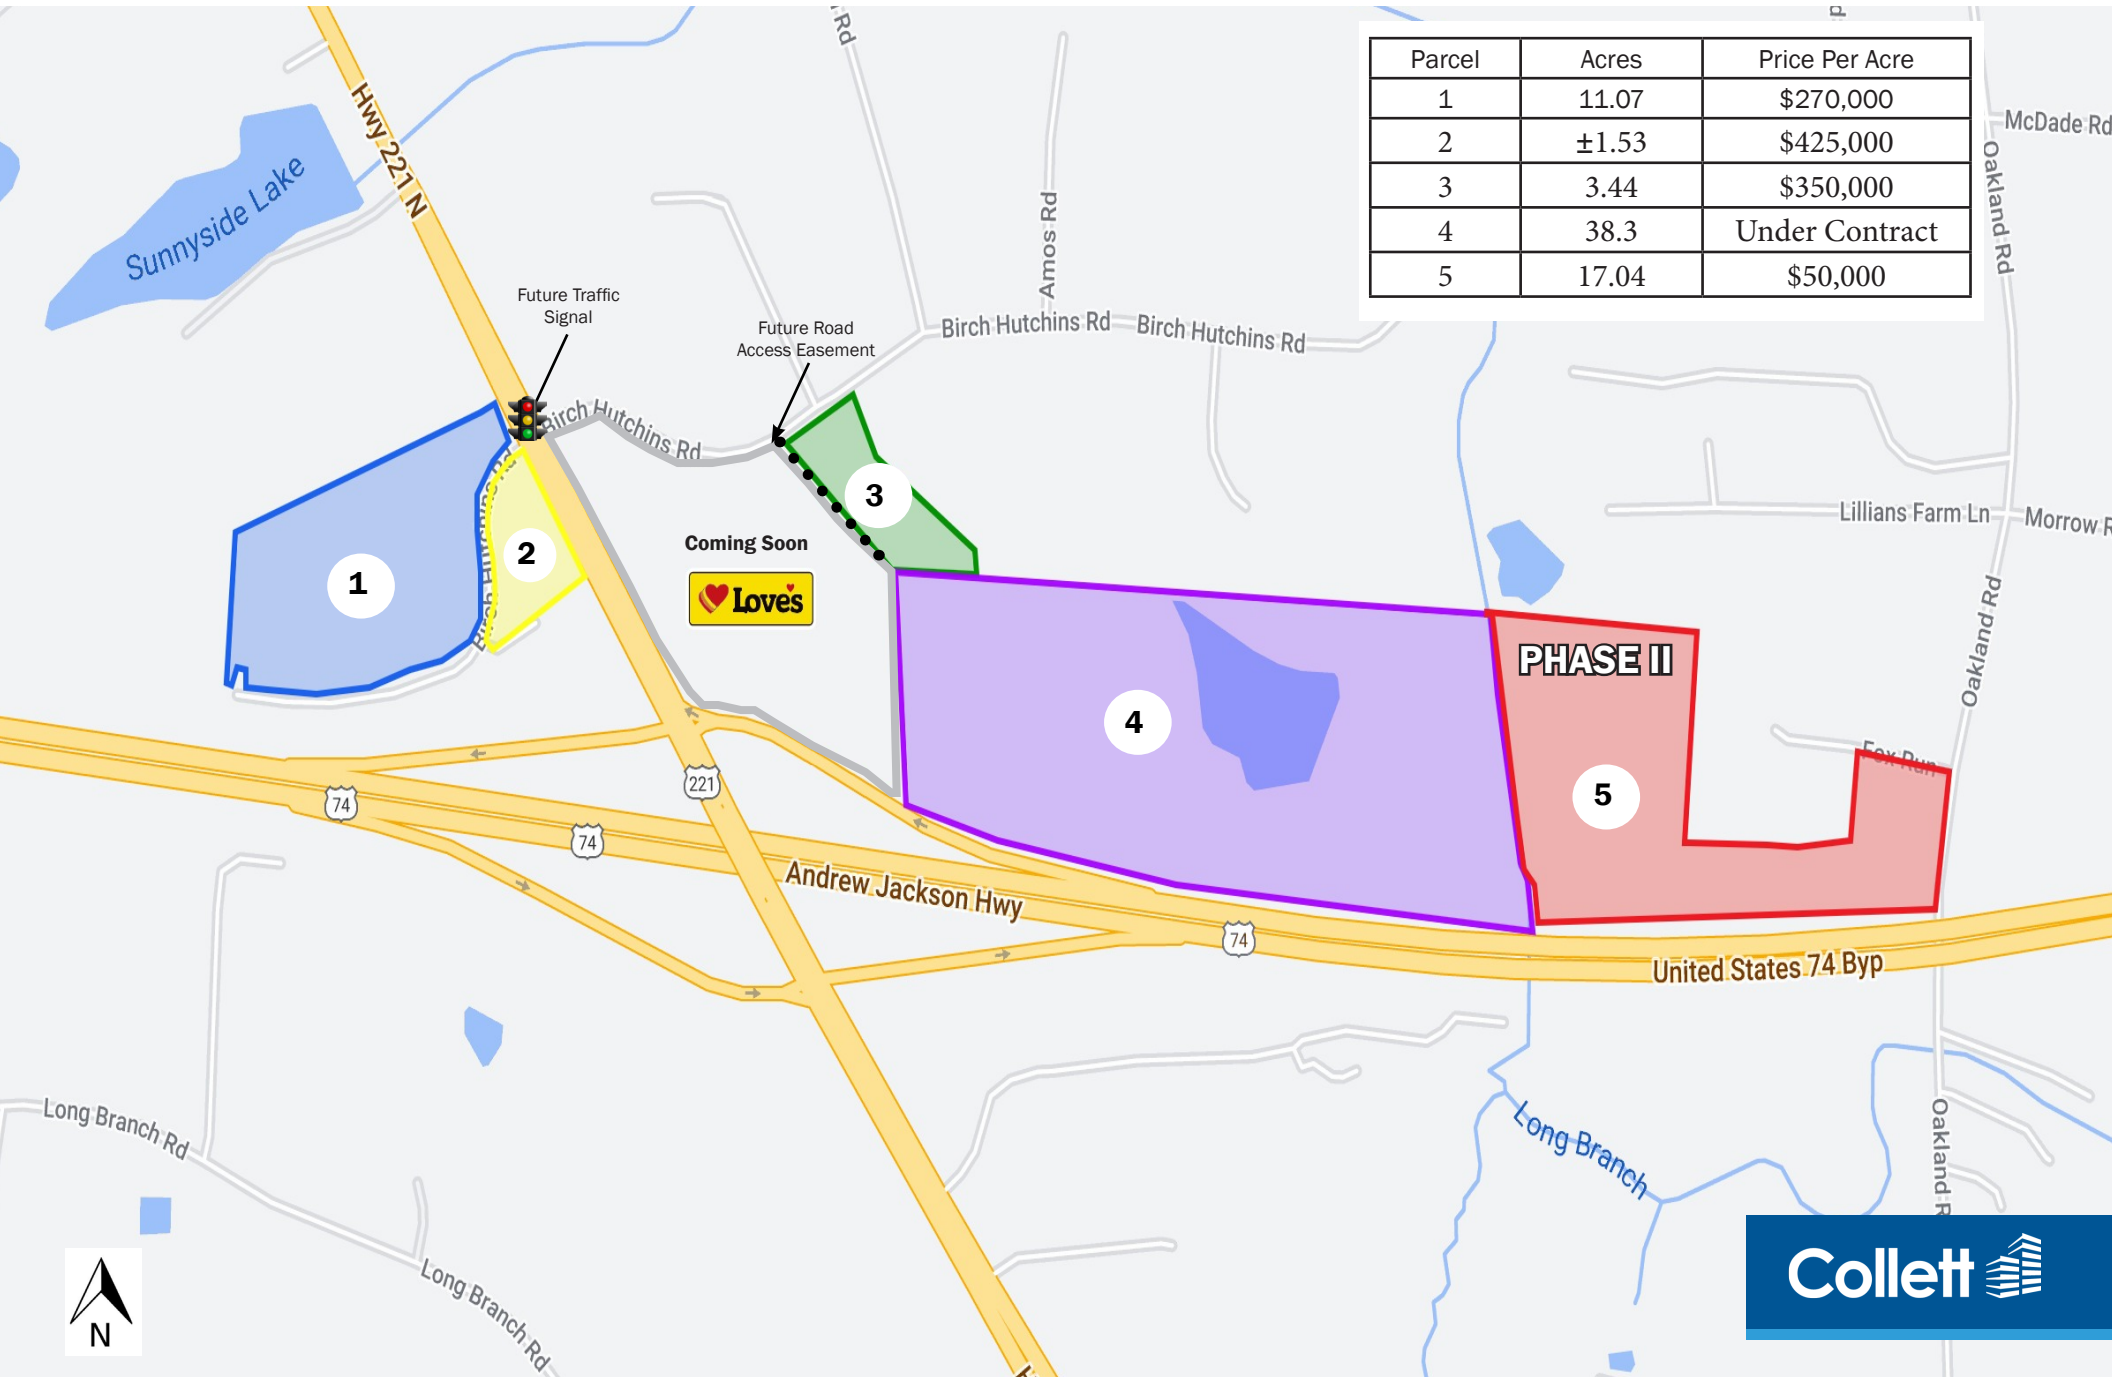 Rd
Parcel Acres Price Per Acre
1 11.07 $270,000
2 ±1.53 $425,000
3 3.44 $350,000
4 38.3 Under Contract
5 17.04 $50,000
McDade Rd
Hwy 221 N
Oakland Rd
Sunnyside Lake
Amos Rd
Future Traffic
Signal
Future Road
Access Easement
Birch Hutchins Rd
Birch Hutchins Rd
Birch Hutchins Rd
Birch Hutchins Rd
3
Lillians Farm Ln
Morrow R
Coming Soon
Love's
1
2
Oakland Rd
PHASE II
4
5
Fox Run
221
74
74
Andrew Jackson Hwy
74
United States 74 Byp
Long Branch Rd
Long Branch
Oakland R
Long Branch Rd
Collett
N
H